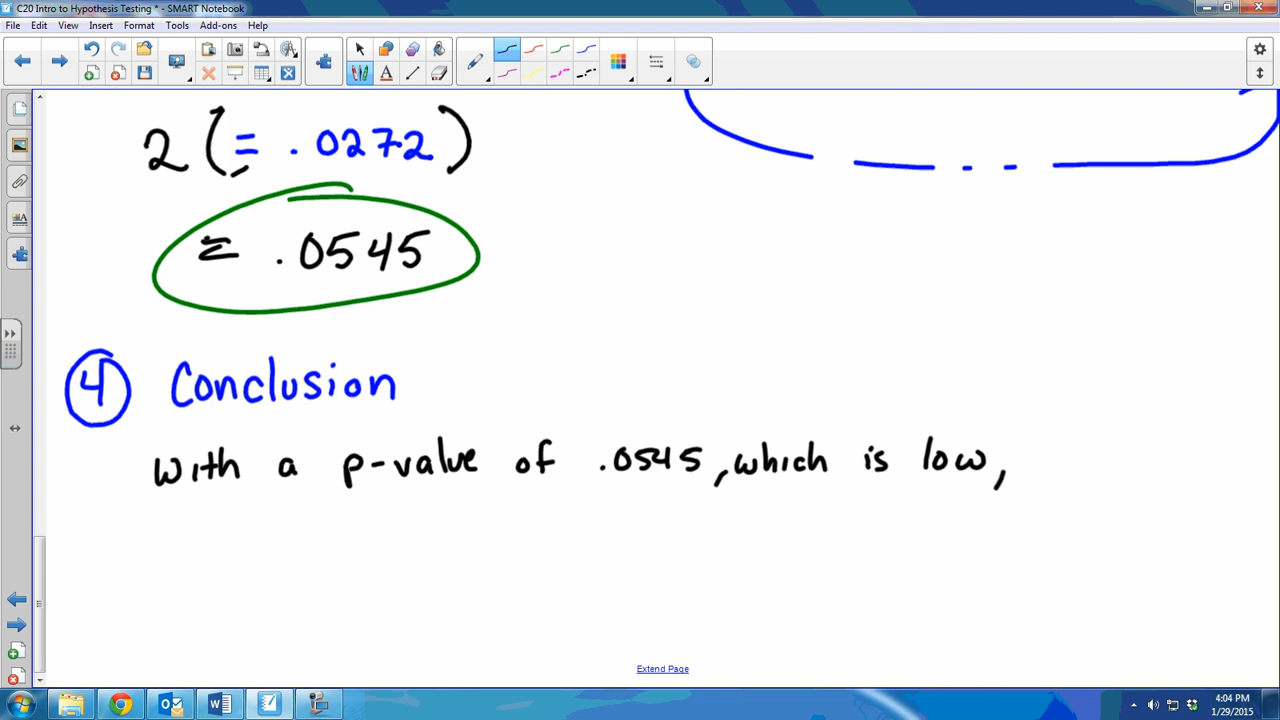 C20 Intro to Hypothesis Testing * - SMART Notebook
File Edit View Insert Format Tools Add-ons Help
2 (= .0272)
≈ .0545
4 Conclusion
With a p-value of .0545, which is low,
Extend Page
4:04 PM
1/29/2015